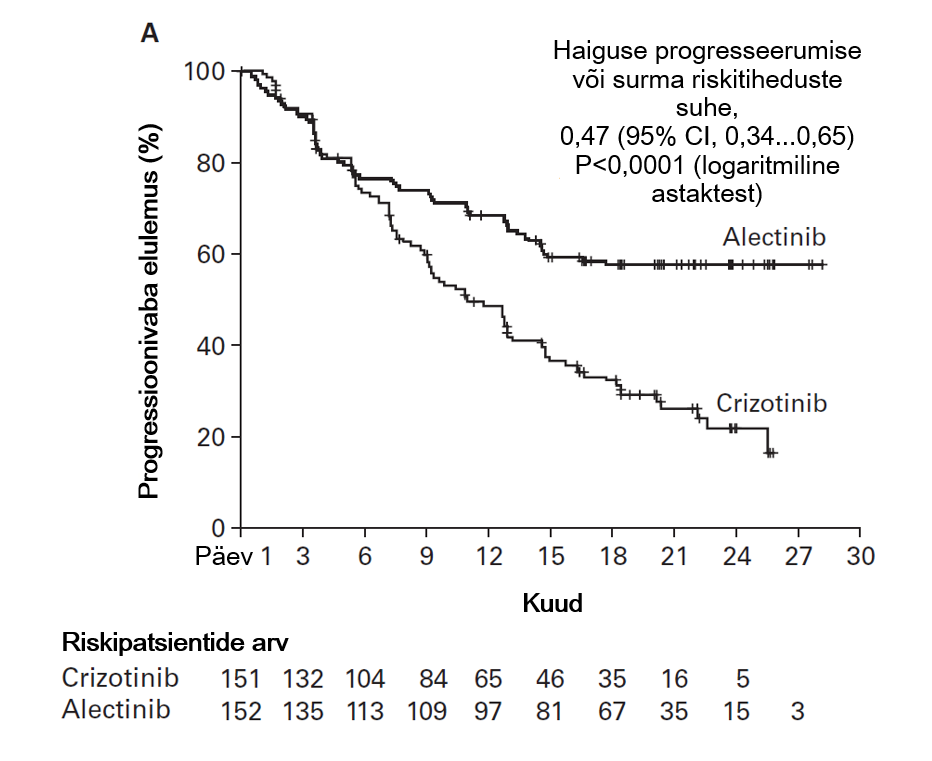 A
Haiguse progresseerumise
või surma riskitiheduste
suhe,
0,47 (95% CI, 0,34...0,65)
P<0,0001 (logaritmiline
astaktest)
Progressioonivaba elulemus (%)
100
80
60
40
20
0
Alectinib
Crizotinib
Päev 1 3 6 9 12 15 18 21 24 27 30
Kuud
Riskipatsientide arv
Crizotinib 151 132 104 84 65 46 35 16 5
Alectinib 152 135 113 109 97 81 67 35 15 3